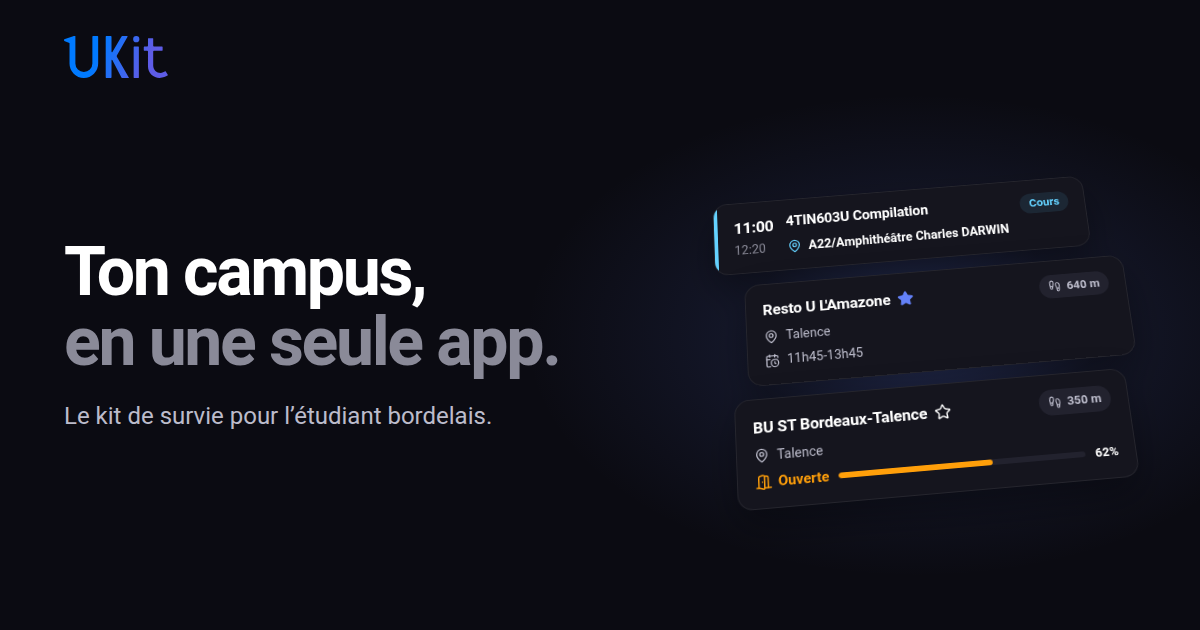 UKit
Ton campus,
en une seule app.
Le kit de survie pour l’étudiant bordelais.
11:00 4TIN603U Compilation Cours
12:20 A22/Amphithéâtre Charles DARWIN
Resto U L'Amazone 640 m
Talence
11h45-13h45
BU ST Bordeaux-Talence 350 m
Talence
Ouverte 62%